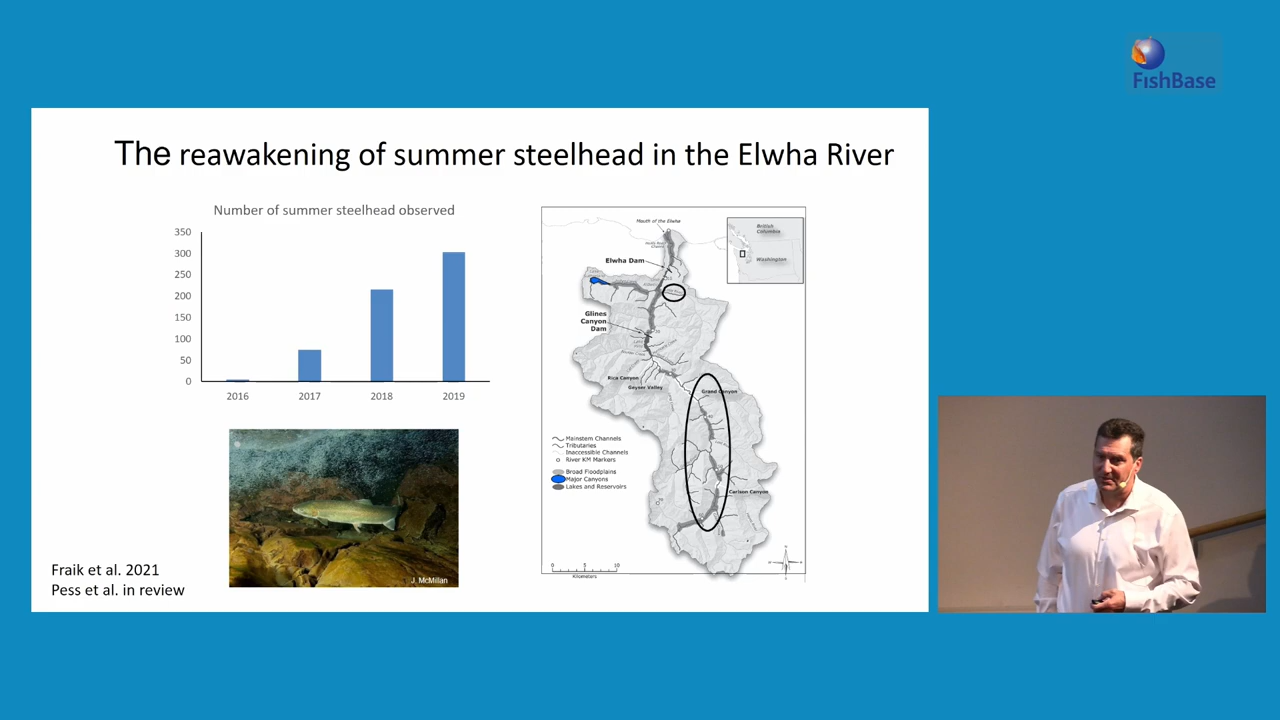 FishBase
The reawakening of summer steelhead in the Elwha River
Number of summer steelhead observed
350
300
250
200
150
100
50
0
2016
2017
2018
2019
J. McMillan
Fraik et al. 2021
Pess et al. in review
Mouth of the Elwha
British
Columbia
Washington
Elwha Dam
Glines
Canyon
Dam
Rica Canyon
Geyser Valley
Grand Canyon
Mainstem Channels
Tributaries
Inaccessible Channels
River KM Markers
Broad Floodplains
Major Canyons
Lakes and Reservoirs
Carlson Canyon
0
5
10
Kilometers